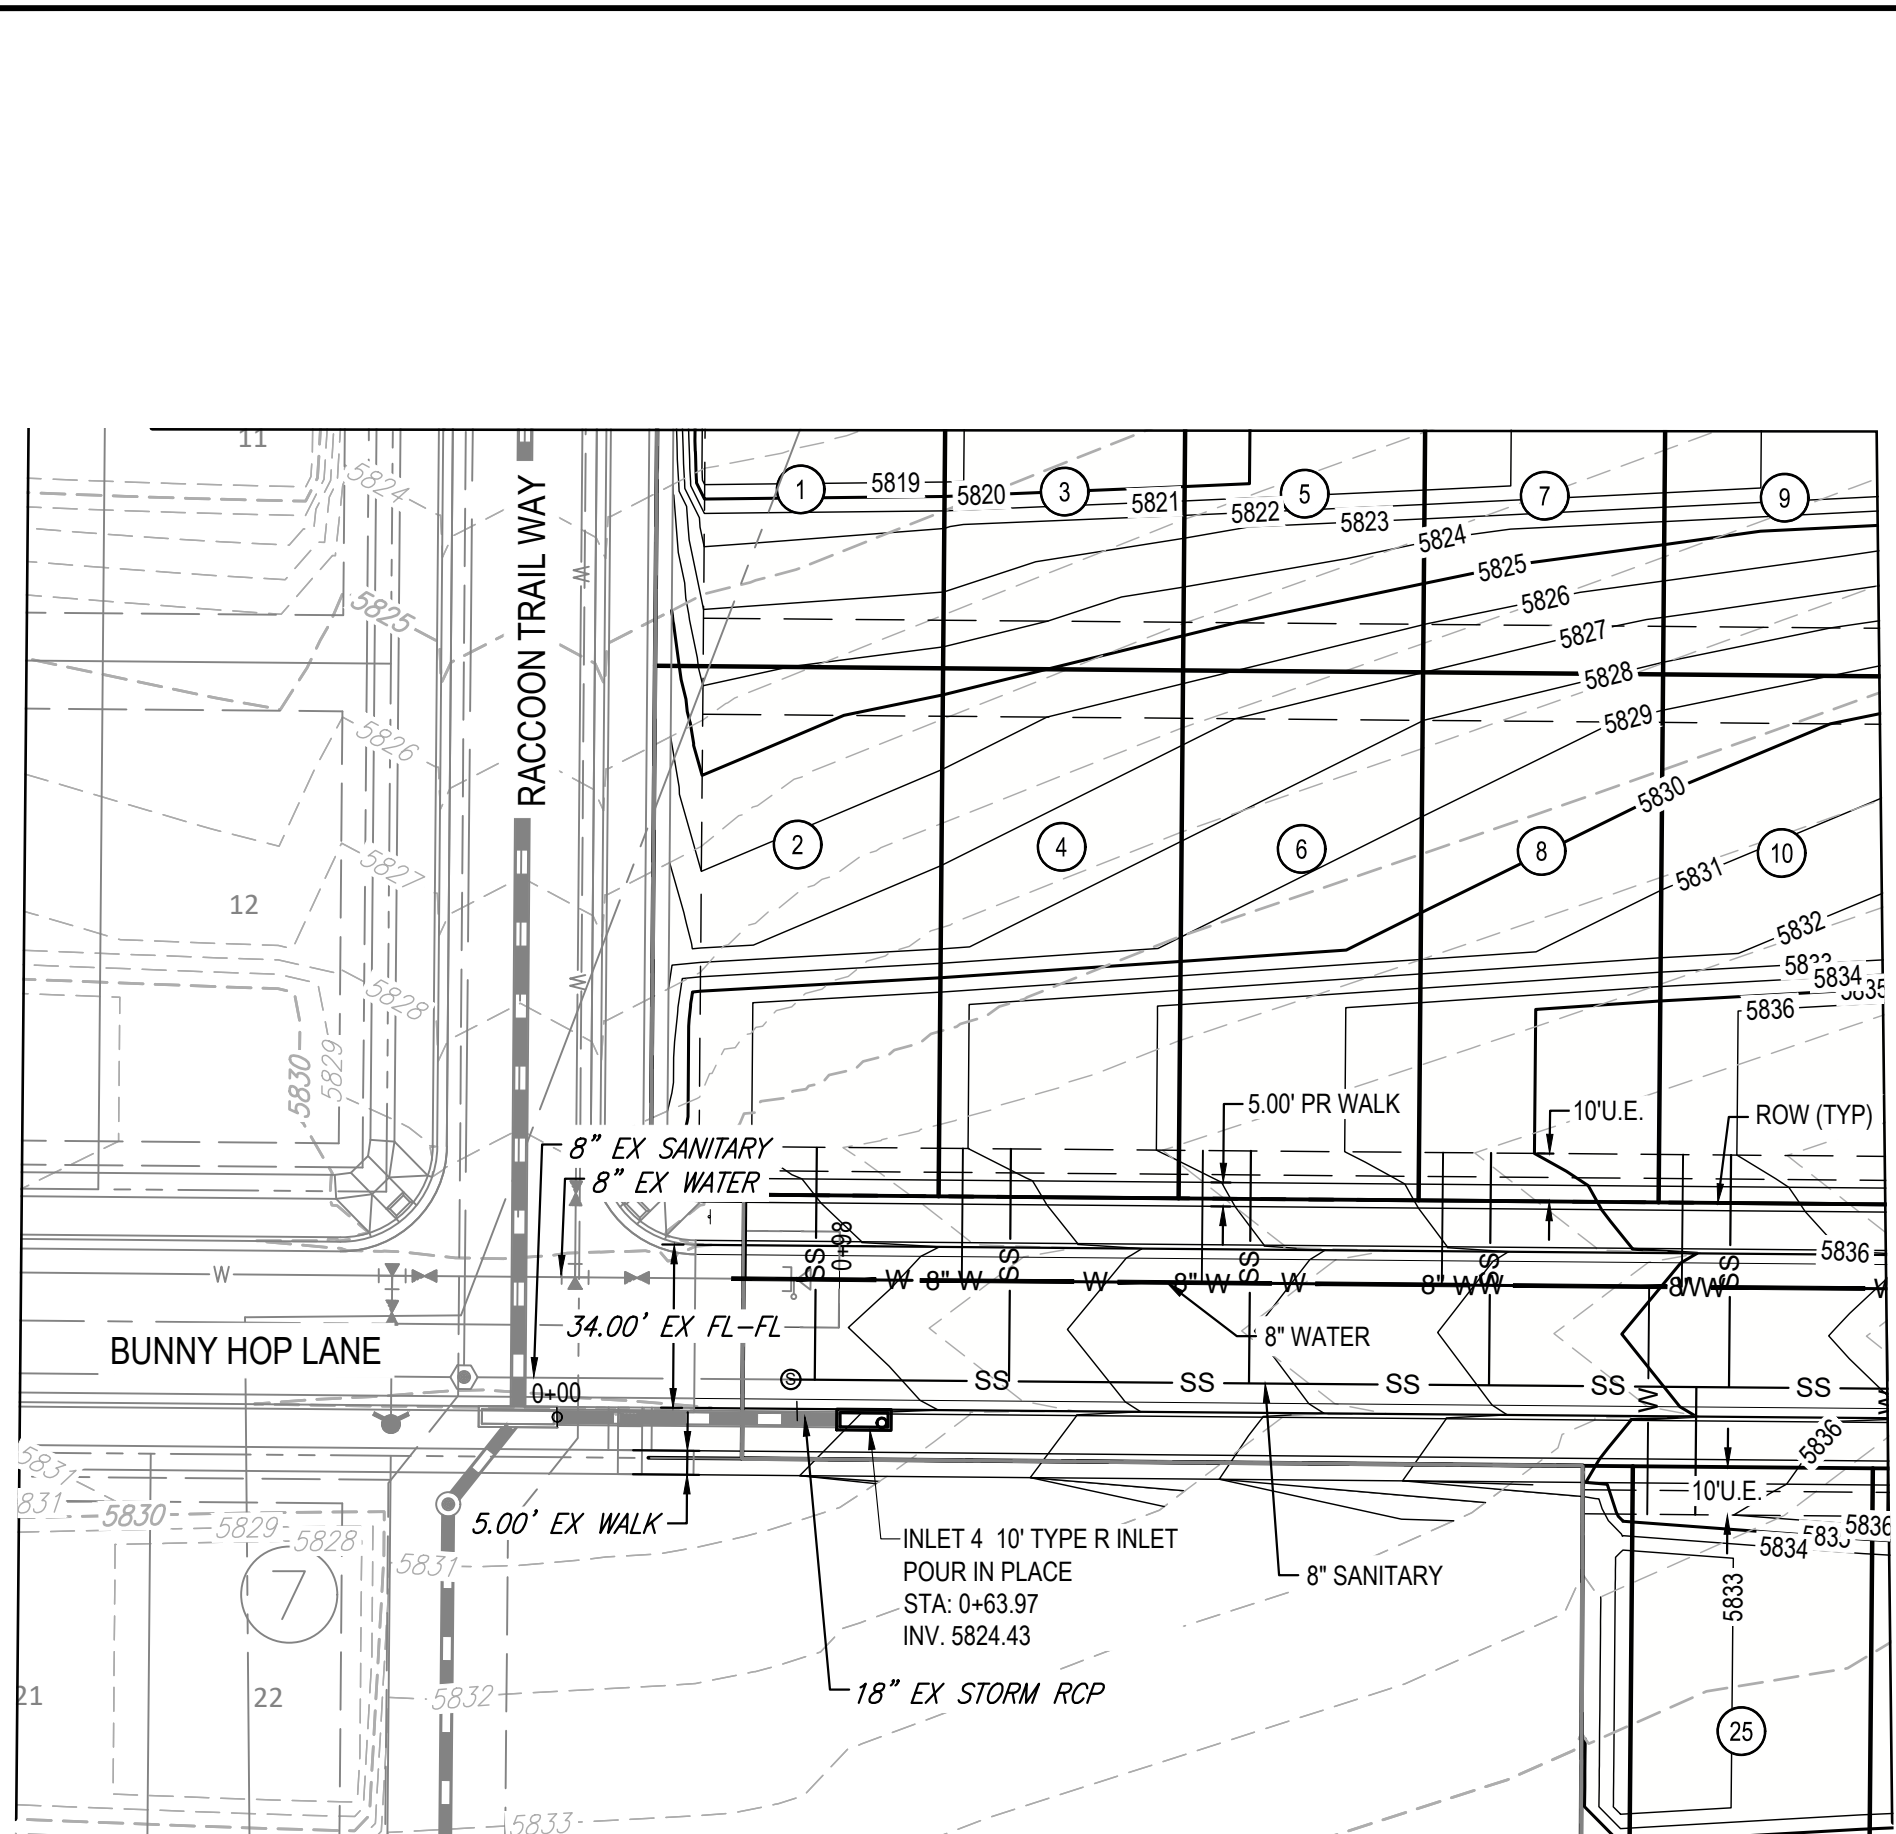 11
5824
5825
5826
5827
12
5828
5829
5830
RACCOON TRAIL WAY
W
W
1
5819
5820
3
5821
5822
5
5823
5824
7
9
5825
5826
5827
5828
5829
5830
2
4
6
8
10
5831
5832
5834
5836
5.00' PR WALK
10'U.E.
ROW (TYP)
8" EX SANITARY
8" EX WATER
0+98
SS
SS
SS
SS
SS
5836
W
W
8" W
W
8" W
W
8" W
W
8" W
W
W
34.00' EX FL-FL
8" WATER
BUNNY HOP LANE
0+00
S
SS
SS
SS
SS
SS
W
W
5836
5831
5831
5830
5829
5828
10'U.E.
5836
5834
5833
5.00' EX WALK
7
INLET 4 10' TYPE R INLET
POUR IN PLACE
STA: 0+63.97
INV. 5824.43
8" SANITARY
18" EX STORM RCP
21
22
5832
25
5833